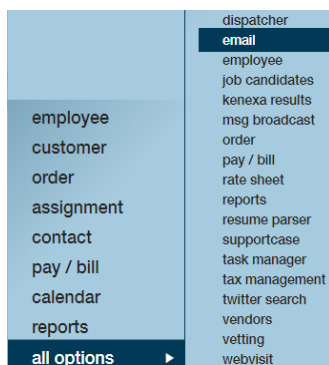 employee
customer
order
assignment
contact
pay / bill
calendar
reports
all options
dispatcher
email
employee
job candidates
kenexa results
msg broadcast
order
pay / bill
rate sheet
reports
resume parser
supportcase
task manager
tax management
twitter search
vendors
vetting
webvisit